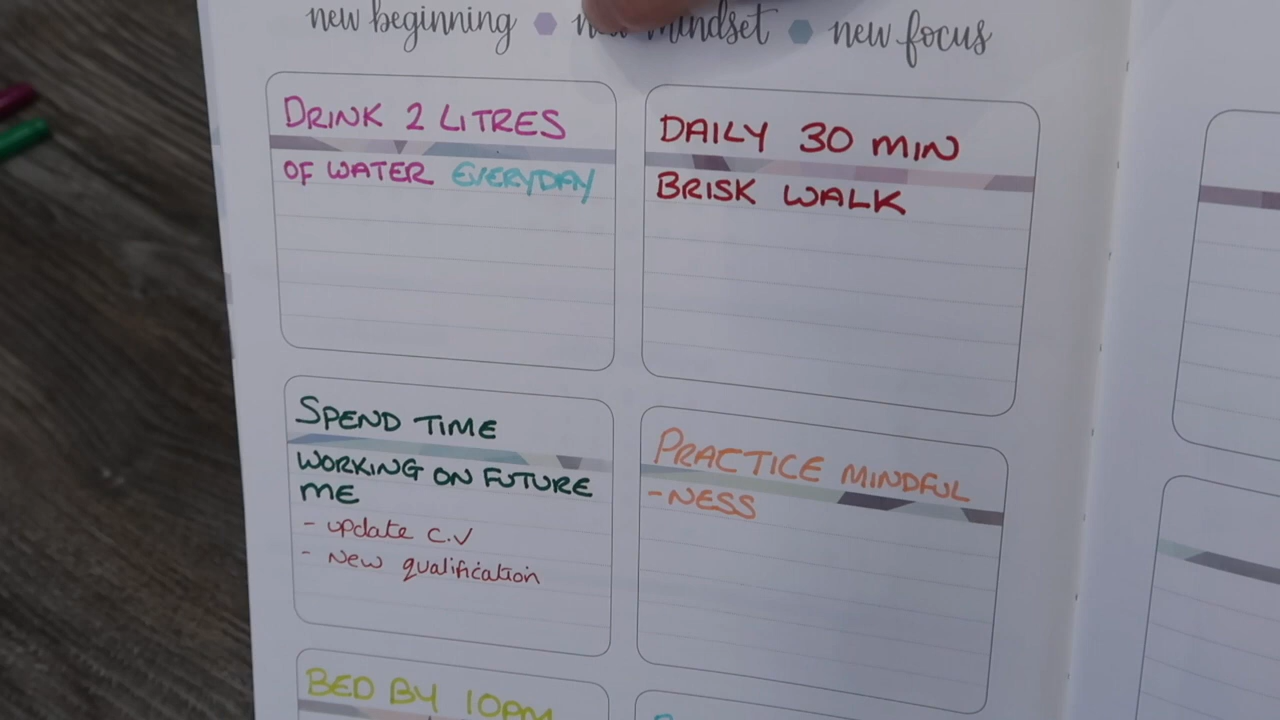 new beginning mindset new focus
DRINK 2 LITRES
OF WATER EVERYDAY
DAILY 30 MIN
BRISK WALK
SPEND TIME
WORKING ON FUTURE
ME
- update C.V
- New qualification
PRACTICE MINDFUL
-NESS
BED BY 10PM